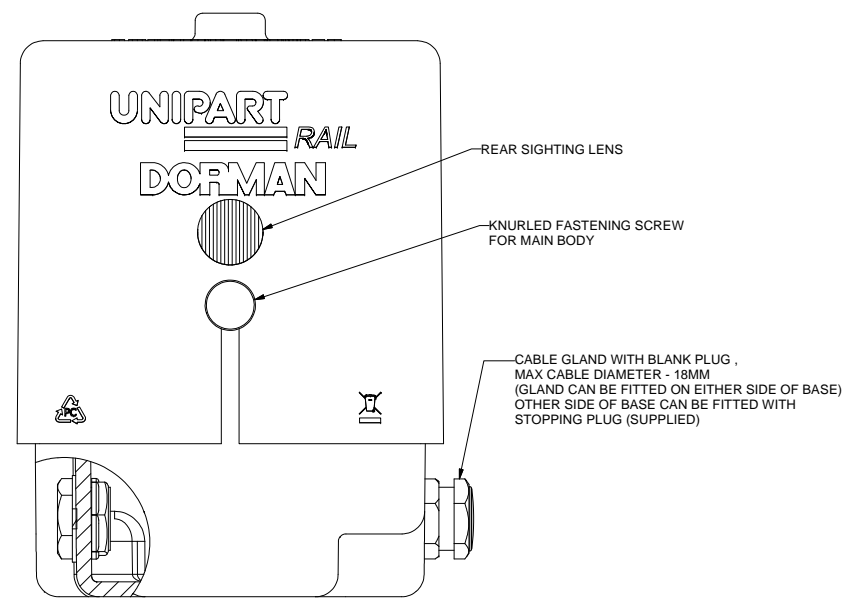 UNIPART
RAIL
DORMAN
REAR SIGHTING LENS
KNURLED FASTENING SCREW
FOR MAIN BODY
CABLE GLAND WITH BLANK PLUG ,
MAX CABLE DIAMETER - 18MM
(GLAND CAN BE FITTED ON EITHER SIDE OF BASE)
OTHER SIDE OF BASE CAN BE FITTED WITH
STOPPING PLUG (SUPPLIED)
PC